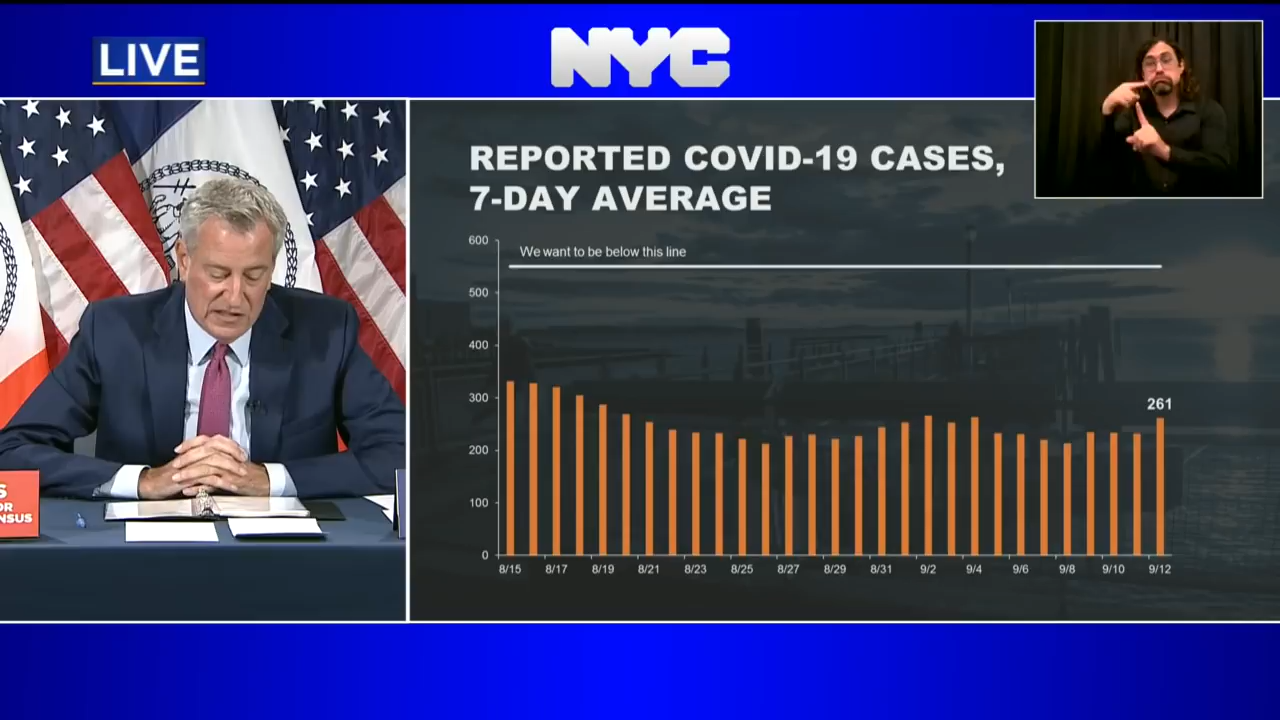 LIVE
NYC
REPORTED COVID-19 CASES,
7-DAY AVERAGE
600
We want to be below this line
500
400
300
261
200
100
0
8/15
8/17
8/19
8/21
8/23
8/25
8/27
8/29
8/31
9/2
9/4
9/6
9/8
9/10
9/12
S
OR
NSUS